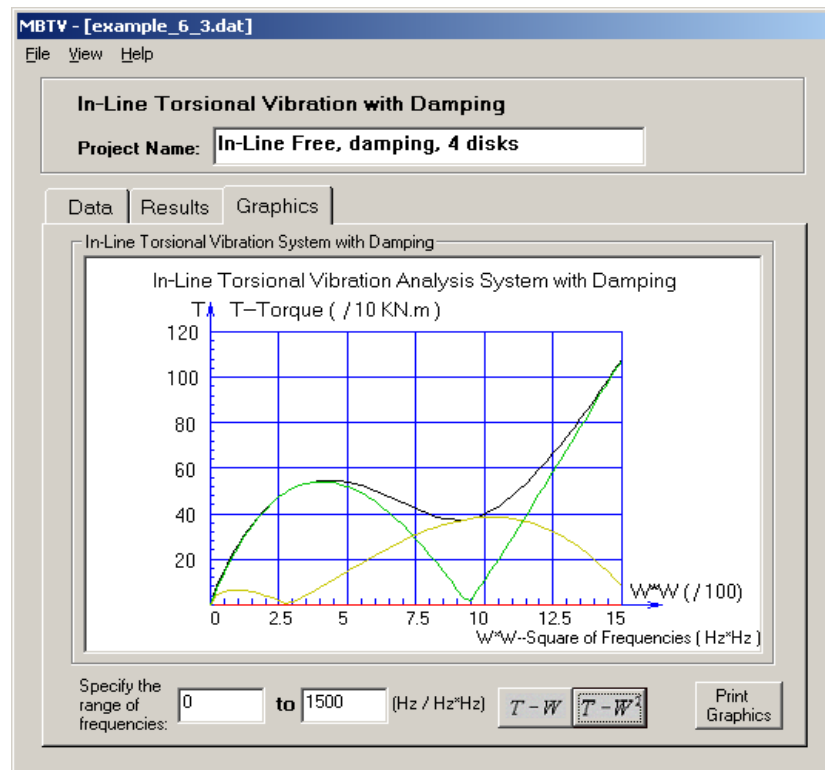 MBTV - [example_6_3.dat]
File View Help
In-Line Torsional Vibration with Damping
Project Name: In-Line Free, damping, 4 disks
Data Results Graphics
In-Line Torsional Vibration System with Damping
In-Line Torsional Vibration Analysis System with Damping
T T--Torque ( / 10 KN.m )
120
100
80
60
40
20
W*W ( / 100)
0 2.5 5 7.5 10 12.5 15
W*W--Square of Frequencies ( Hz*Hz )
Specify the
range of
frequencies:
0 to 1500 (Hz / Hz*Hz)
T - W T - W²
Print
Graphics